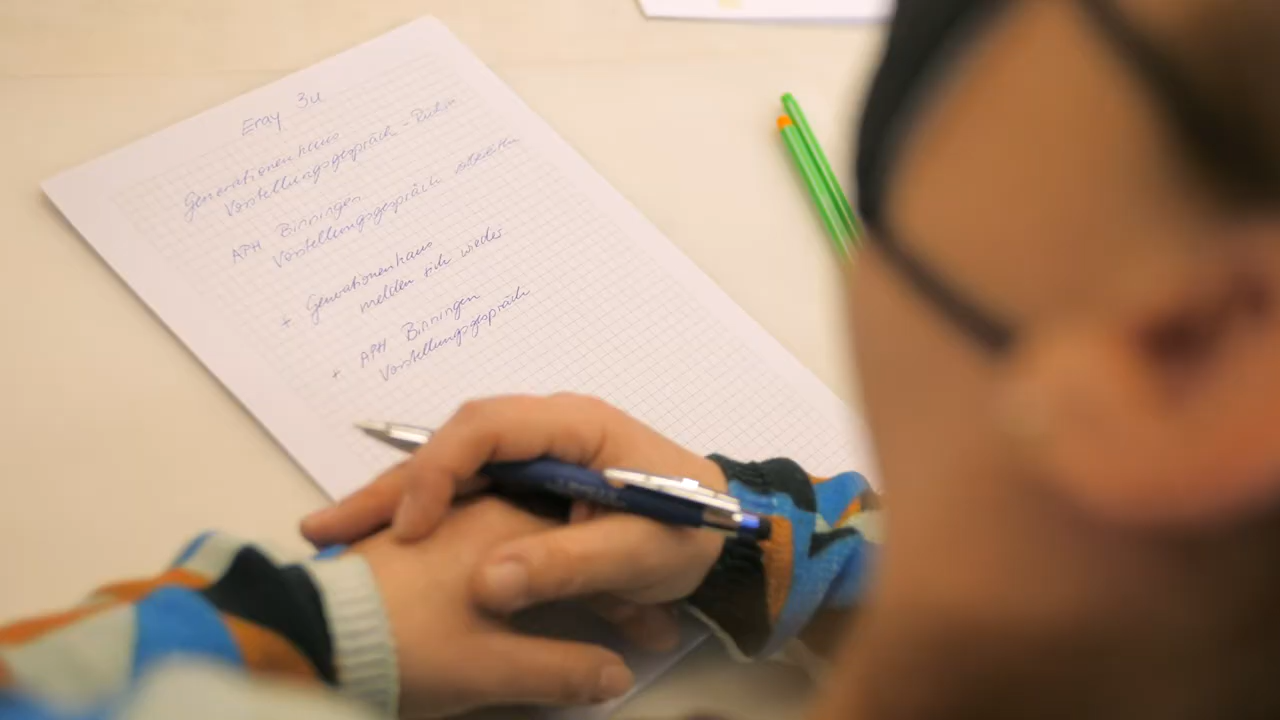 Eray 3u
Generationenhaus
Vorstellungsgespräch -
APH Binningen
Vorstellungsgespräch
+ Generationenhaus
melden sich wieder
+ APH Binningen
Vorstellungsgespräch